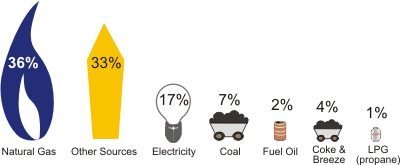 36%
33%
17%
7%
2%
4%
1%
Natural Gas
Other Sources
Electricity
Coal
Fuel Oil
Coke &
Breeze
LPG
(propane)